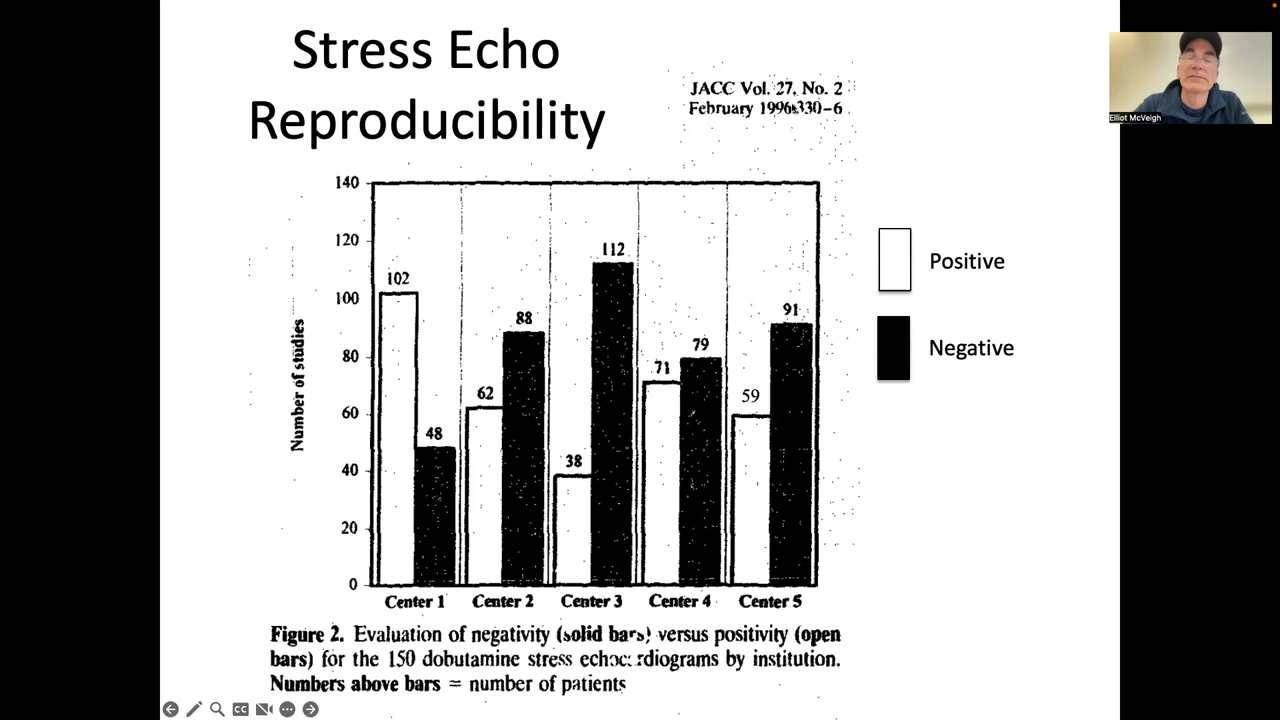 Stress Echo
Reproducibility
JACC Vol. 27, No. 2
February 1996:330–6
Elliot McVeigh
140
120
100
80
60
40
20
0
Number of studies
102
48
62
88
38
112
71
79
59
91
Center 1 Center 2 Center 3 Center 4 Center 5
Positive
Negative
Figure 2. Evaluation of negativity (solid bars) versus positivity (open
bars) for the 150 dobutamine stress echocardiograms by institution.
Numbers above bars = number of patients
CC